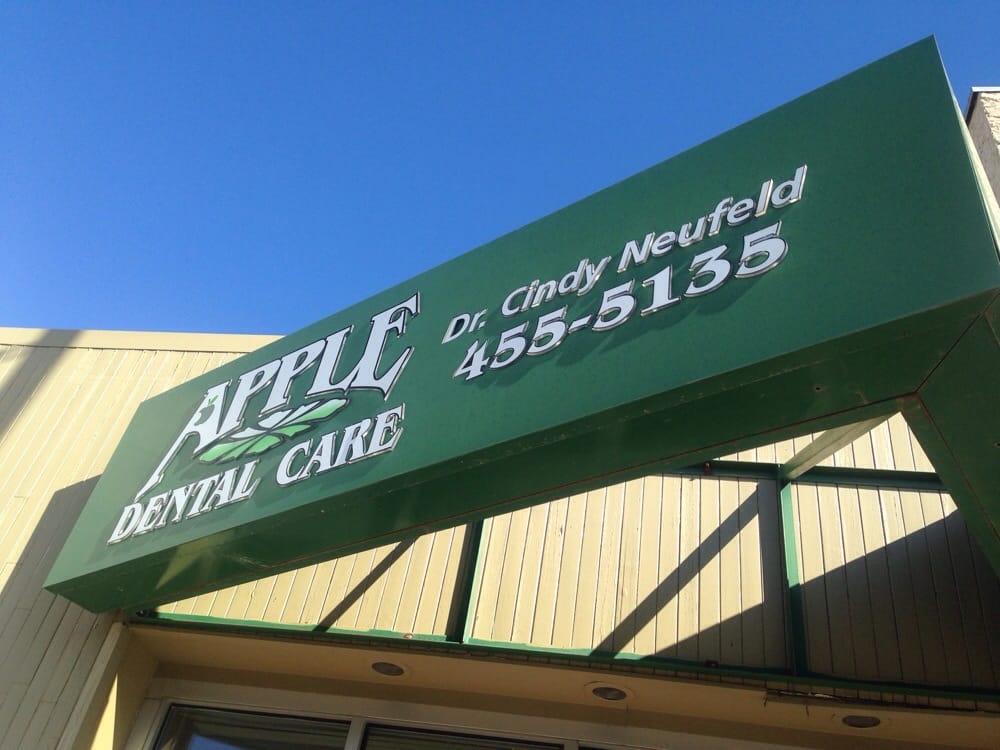 APPLE
DENTAL CARE
Dr. Cindy Neufeld
455-5135